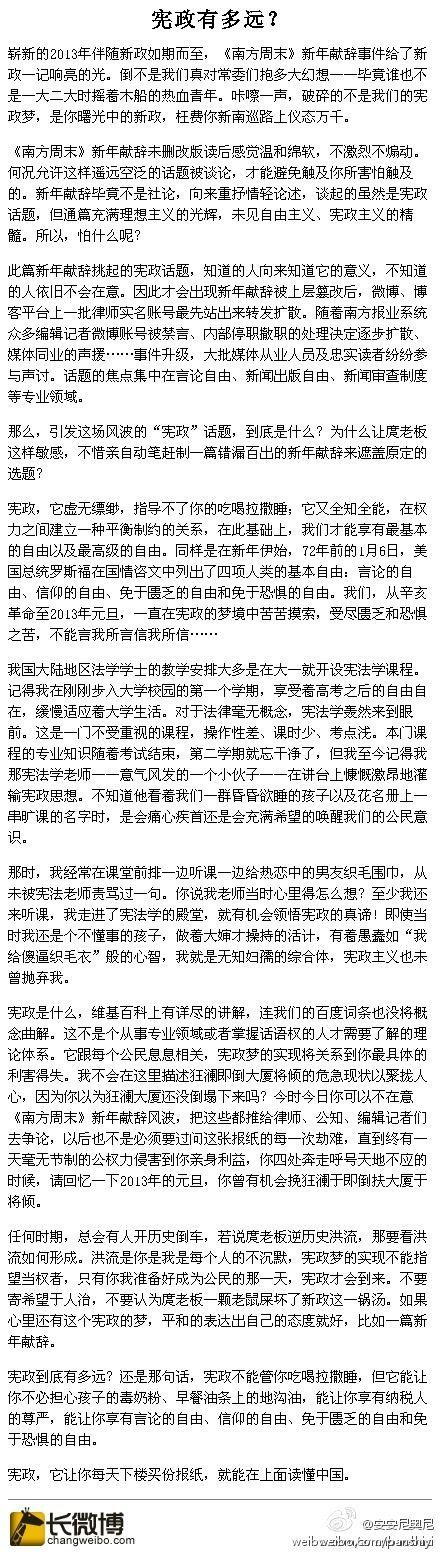 宪政有多远？
崭新的2013年伴随新政如期而至，《南方周末》新年献辞事件给了新
政一记响亮的光。倒不是我们真对常委们抱多大幻想——毕竟谁也不
是一大二大时摇着木船的热血青年。咔嚓一声，破碎的不是我们的宪
政梦，是你曙光中的新政，枉费你新南巡路上仪态万千。
《南方周末》新年献辞未删改版读后感觉温和绵软，不激烈不煽动。
何况允许这样遥远空泛的话题被谈论，才能避免触及你所害怕触及
的。新年献辞毕竟不是社论，向来重抒情轻论述，谈起的虽然是宪政
话题，但通篇充满理想主义的光辉，未见自由主义、宪政主义的精
髓。所以，怕什么呢？
此篇新年献辞挑起的宪政话题，知道的人向来知道它的意义，不知道
的人依旧不会在意。因此才会出现新年献辞被上层篡改后，微博、博
客平台上一批律师实名账号最先站出来转发扩散。随着南方报业系统
众多编辑记者微博账号被禁言、内部停职撤职的处理决定逐步扩散、
媒体同业的声援……事件升级，大批媒体从业人员及忠实读者纷纷参
与声讨。话题的焦点集中在言论自由、新闻出版自由、新闻审查制度
等专业领域。
那么，引发这场风波的“宪政”话题，到底是什么？为什么让庹老板
这样敏感，不惜亲自动笔赶制一篇错漏百出的新年献辞来遮盖原定的
选题？
宪政，它虚无缥缈，指导不了你的吃喝拉撒睡；它又全知全能，在权
力之间建立一种平衡制约的关系，在此基础上，我们才能享有最基本
的自由以及最高级的自由。同样是在新年伊始，72年前的1月6日，美
国总统罗斯福在国情咨文中列出了四项人类的基本自由：言论的自
由、信仰的自由、免于匮乏的自由和免于恐惧的自由。我们，从辛亥
革命至2013年元旦，一直在宪政的梦境中苦苦摸索，受尽匮乏和恐惧
之苦，不能言我所言信我所信……
我国大陆地区法学学士的教学安排大多是在大一就开设宪法学课程。
记得我在刚刚步入大学校园的第一个学期，享受着高考之后的自由自
在，缓慢适应着大学生活。对于法律毫无概念，宪法学轰然来到眼
前。这是一门不受重视的课程，操作性差、课时少、考点浅。本门课
程的专业知识随着考试结束，第二学期就忘干净了，但我至今记得我
那宪法学老师——意气风发的一个小伙子——在讲台上慷慨激昂地灌
输宪政思想。不知道他看着我们一群昏昏欲睡的孩子以及花名册上一
串旷课的名字时，是会痛心疾首还是会充满希望的唤醒我们的公民意
识。
那时，我经常在课堂前排一边听课一边给热恋中的男友织毛围巾，从
未被宪法老师责骂过一句。你说我老师当时心里得怎么想？至少我还
来听课，我走进了宪法学的殿堂，就有机会领悟宪政的真谛！即使当
时我还是个不懂事的孩子，做着大婶才操持的活计，有着愚蠢如“我
给傻逼织毛衣”般的心智，我就是无知妇孺的综合体，宪政主义也未
曾抛弃我。
宪政是什么，维基百科上有详尽的讲解，连我们的百度词条也没将概
念曲解。这不是个从事专业领域或者掌握话语权的人才需要了解的理
论体系。它跟每个公民息息相关，宪政梦的实现将关系到你最具体的
利害得失。我不会在这里描述狂澜即倒大厦将倾的危急现状以聚拢人
心，因为你以为狂澜大厦还没倒塌下来吗？今时今日你可以不在意
《南方周末》新年献辞风波，把这些都推给律师、公知、编辑记者们
去争论，以后也不是必须要过问这张报纸的每一次劫难，直到终有一
天毫无节制的公权力侵害到你亲身利益，你四处奔走呼号天地不应的
时候，请回忆一下2013年的元旦，你曾有机会挽狂澜于即倒扶大厦于
将倾。
任何时期，总会有人开历史倒车，若说庹老板逆历史洪流，那要看洪
流如何形成。洪流是你是我是每个人的不沉默，宪政梦的实现不能指
望当权者，只有你我准备好成为公民的那一天，宪政才会到来。不要
寄希望于人治，不要认为庹老板一颗老鼠屎坏了新政这一锅汤。如果
心里还有这个宪政的梦，平和的表达出自己的态度就好，比如一篇新
年献辞。
宪政到底有多远？还是那句话，宪政不能管你吃喝拉撒睡，但它能让
你不必担心孩子的毒奶粉、早餐油条上的地沟油，能让你享有纳税人
的尊严，能让你享有言论的自由、信仰的自由、免于匮乏的自由和免
于恐惧的自由。
宪政，它让你每天下楼买份报纸，就能在上面读懂中国。
长微博
changweibo.com
@安安尼奥尼